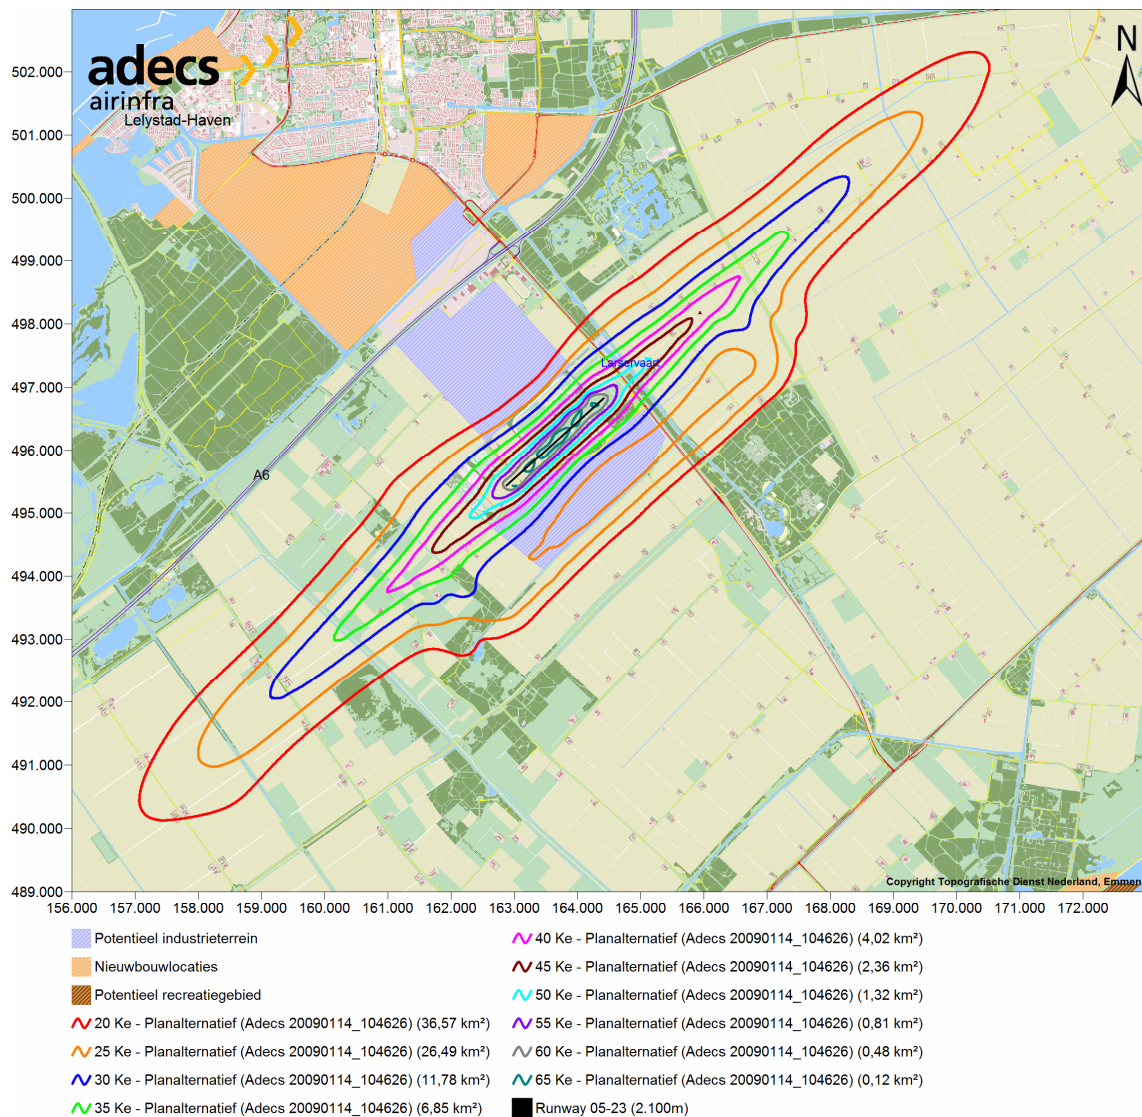 adecs
airinfra
Lelystad-Haven
N
502.000
501.000
500.000
499.000
498.000
497.000
496.000
495.000
494.000
493.000
492.000
491.000
490.000
489.000
Larservaart
A6
Copyright Topografische Dienst Nederland, Emmen
156.000 157.000 158.000 159.000 160.000 161.000 162.000 163.000 164.000 165.000 166.000 167.000 168.000 169.000 170.000 171.000 172.000
Potentieel industrieterrein
Nieuwbouwlocaties
Potentieel recreatiegebied
20 Ke - Planalternatief (Adecs 20090114_104626) (36,57 km²)
25 Ke - Planalternatief (Adecs 20090114_104626) (26,49 km²)
30 Ke - Planalternatief (Adecs 20090114_104626) (11,78 km²)
35 Ke - Planalternatief (Adecs 20090114_104626) (6,85 km²)
40 Ke - Planalternatief (Adecs 20090114_104626) (4,02 km²)
45 Ke - Planalternatief (Adecs 20090114_104626) (2,36 km²)
50 Ke - Planalternatief (Adecs 20090114_104626) (1,32 km²)
55 Ke - Planalternatief (Adecs 20090114_104626) (0,81 km²)
60 Ke - Planalternatief (Adecs 20090114_104626) (0,48 km²)
65 Ke - Planalternatief (Adecs 20090114_104626) (0,12 km²)
Runway 05-23 (2.100m)